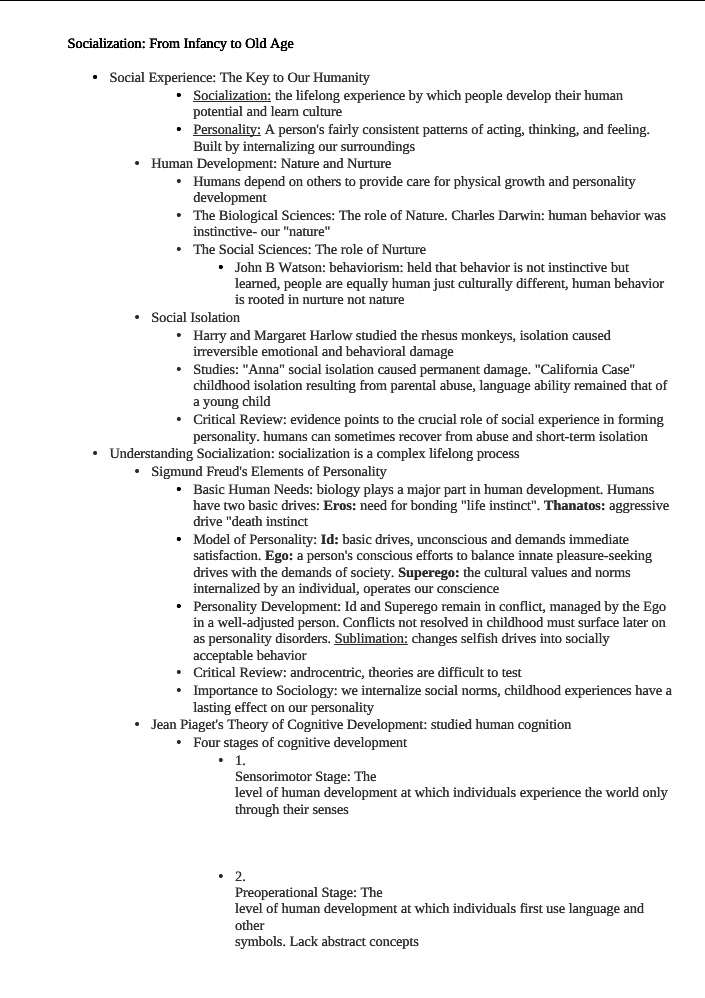 Socialization: From Infancy to Old Age
• Social Experience: The Key to Our Humanity
• Socialization: the lifelong experience by which people develop their human
potential and learn culture
• Personality: A person's fairly consistent patterns of acting, thinking, and feeling.
Built by internalizing our surroundings
• Human Development: Nature and Nurture
• Humans depend on others to provide care for physical growth and personality
development
• The Biological Sciences: The role of Nature. Charles Darwin: human behavior was
instinctive- our "nature"
• The Social Sciences: The role of Nurture
• John B Watson: behaviorism: held that behavior is not instinctive but
learned, people are equally human just culturally different, human behavior
is rooted in nurture not nature
• Social Isolation
• Harry and Margaret Harlow studied the rhesus monkeys, isolation caused
irreversible emotional and behavioral damage
• Studies: "Anna" social isolation caused permanent damage. "California Case"
childhood isolation resulting from parental abuse, language ability remained that of
a young child
• Critical Review: evidence points to the crucial role of social experience in forming
personality. humans can sometimes recover from abuse and short-term isolation
• Understanding Socialization: socialization is a complex lifelong process
• Sigmund Freud's Elements of Personality
• Basic Human Needs: biology plays a major part in human development. Humans
have two basic drives: Eros: need for bonding "life instinct". Thanatos: aggressive
drive "death instinct
• Model of Personality: Id: basic drives, unconscious and demands immediate
satisfaction. Ego: a person's conscious efforts to balance innate pleasure-seeking
drives with the demands of society. Superego: the cultural values and norms
internalized by an individual, operates our conscience
• Personality Development: Id and Superego remain in conflict, managed by the Ego
in a well-adjusted person. Conflicts not resolved in childhood must surface later on
as personality disorders. Sublimation: changes selfish drives into socially
acceptable behavior
• Critical Review: androcentric, theories are difficult to test
• Importance to Sociology: we internalize social norms, childhood experiences have a
lasting effect on our personality
• Jean Piaget's Theory of Cognitive Development: studied human cognition
• Four stages of cognitive development
• 1.
Sensorimotor Stage: The
level of human development at which individuals experience the world only
through their senses
• 2.
Preoperational Stage: The
level of human development at which individuals first use language and
other
symbols. Lack abstract concepts